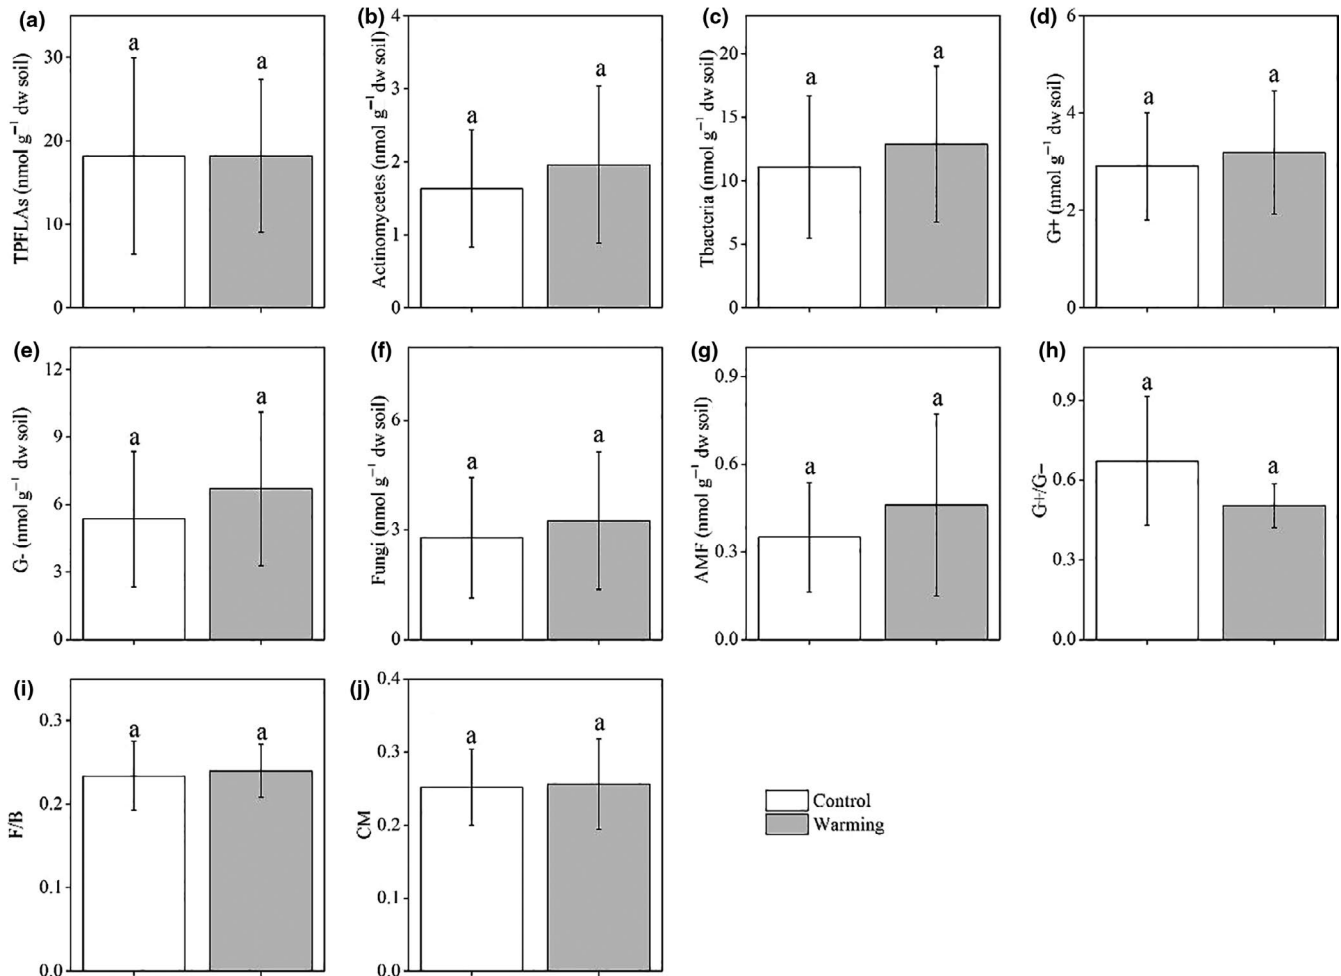 (a)
TPFLAs (nmol g⁻¹ dw soil)
30
20
10
0
a
a
(b)
Actinomycetes (nmol g⁻¹ dw soil)
4
3
2
1
0
a
a
(c)
Tbacteria (nmol g⁻¹ dw soil)
20
15
10
5
0
a
a
(d)
G+ (nmol g⁻¹ dw soil)
6
4
2
0
a
a
(e)
G- (nmol g⁻¹ dw soil)
12
9
6
3
0
a
a
(f)
Fungi (nmol g⁻¹ dw soil)
6
3
0
a
a
(g)
AMF (nmol g⁻¹ dw soil)
0.9
0.6
0.3
0.0
a
a
(h)
G+/G−
0.9
0.6
0.3
0.0
a
a
(i)
F/B
0.3
0.2
0.1
0.0
a
a
(j)
CM
0.4
0.3
0.2
0.1
0.0
a
a
Control
Warming